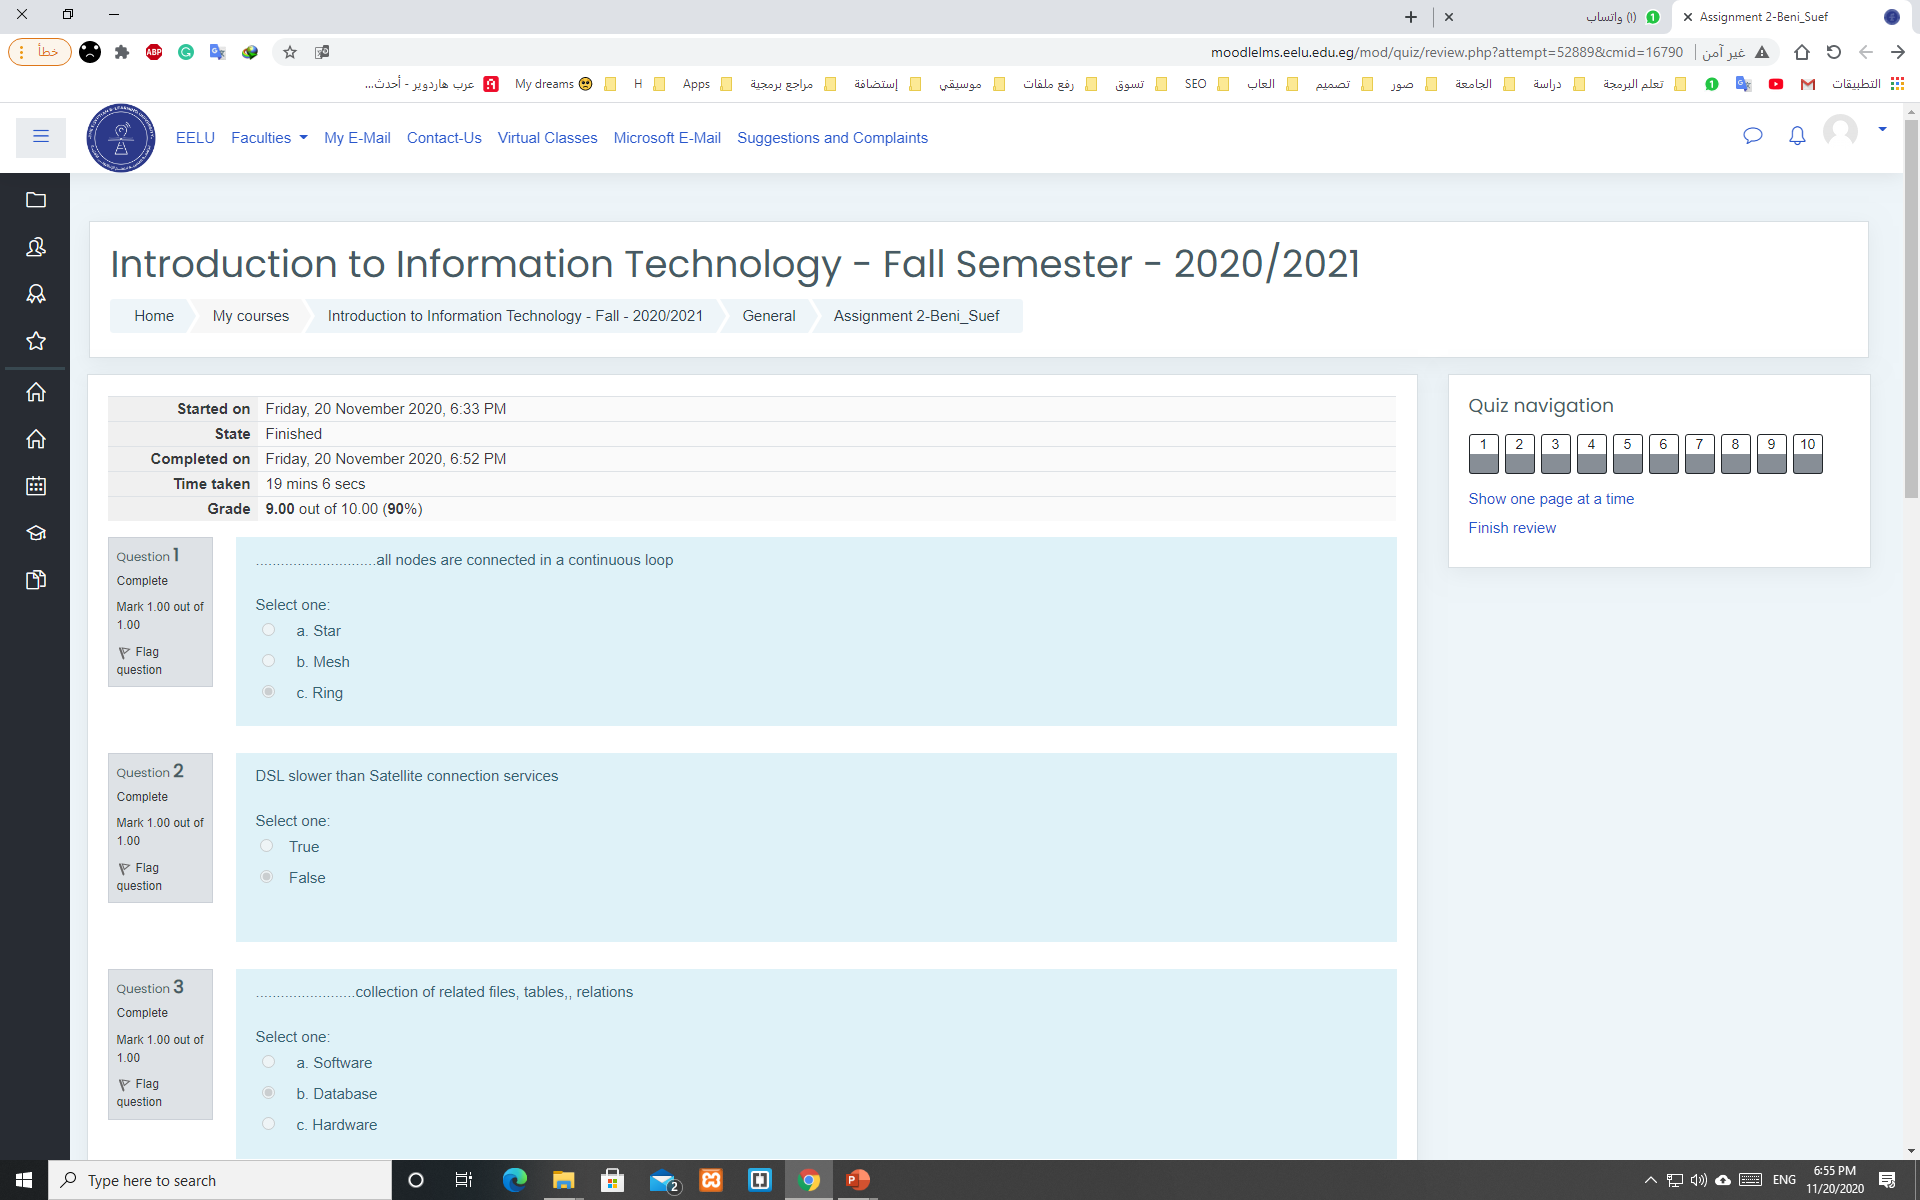 (١) واتساب
Assignment 2-Beni_Suef
خطأ
moodlelms.eelu.edu.eg/mod/quiz/review.php?attempt=52889&cmid=16790
غير آمن
التطبيقات
تعلم البرمجة
دراسة
الجامعة
صور
تصميم
العاب
SEO
تسوق
رفع ملفات
موسيقي
إستضافة
مراجع برمجية
Apps
H
My dreams
عرب هاردوير - أحدث...
EELU Faculties My E-Mail Contact-Us Virtual Classes Microsoft E-Mail Suggestions and Complaints
Introduction to Information Technology - Fall Semester - 2020/2021
Home My courses Introduction to Information Technology - Fall - 2020/2021 General Assignment 2-Beni_Suef
Started on Friday, 20 November 2020, 6:33 PM
State Finished
Completed on Friday, 20 November 2020, 6:52 PM
Time taken 19 mins 6 secs
Grade 9.00 out of 10.00 (90%)
Quiz navigation
1 2 3 4 5 6 7 8 9 10
Show one page at a time
Finish review
Question 1
Complete
Mark 1.00 out of
1.00
Flag
question
.............................all nodes are connected in a continuous loop
Select one:
a. Star
b. Mesh
c. Ring
Question 2
Complete
Mark 1.00 out of
1.00
Flag
question
DSL slower than Satellite connection services
Select one:
True
False
Question 3
Complete
Mark 1.00 out of
1.00
Flag
question
........................collection of related files, tables,, relations
Select one:
a. Software
b. Database
c. Hardware
Type here to search
2
ENG
6:55 PM
11/20/2020